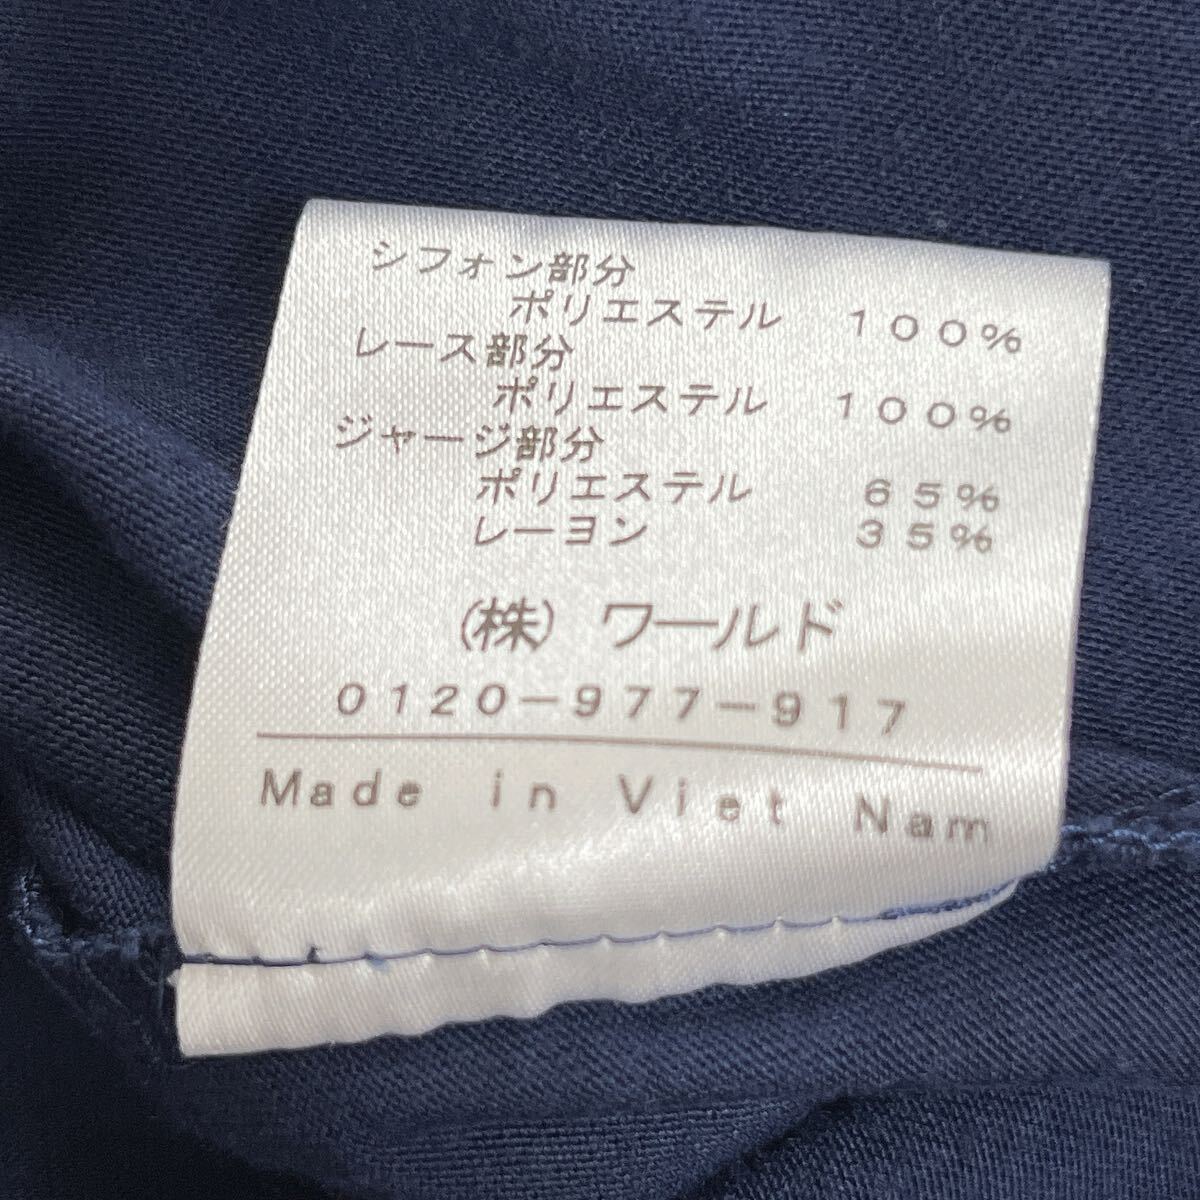 シフォン部分
ポリエステル 100%
レース部分
ポリエステル 100%
ジャージ部分
ポリエステル 65%
レーヨン 35%
(株)ワールド
0120-977-917
Made in Viet Nam